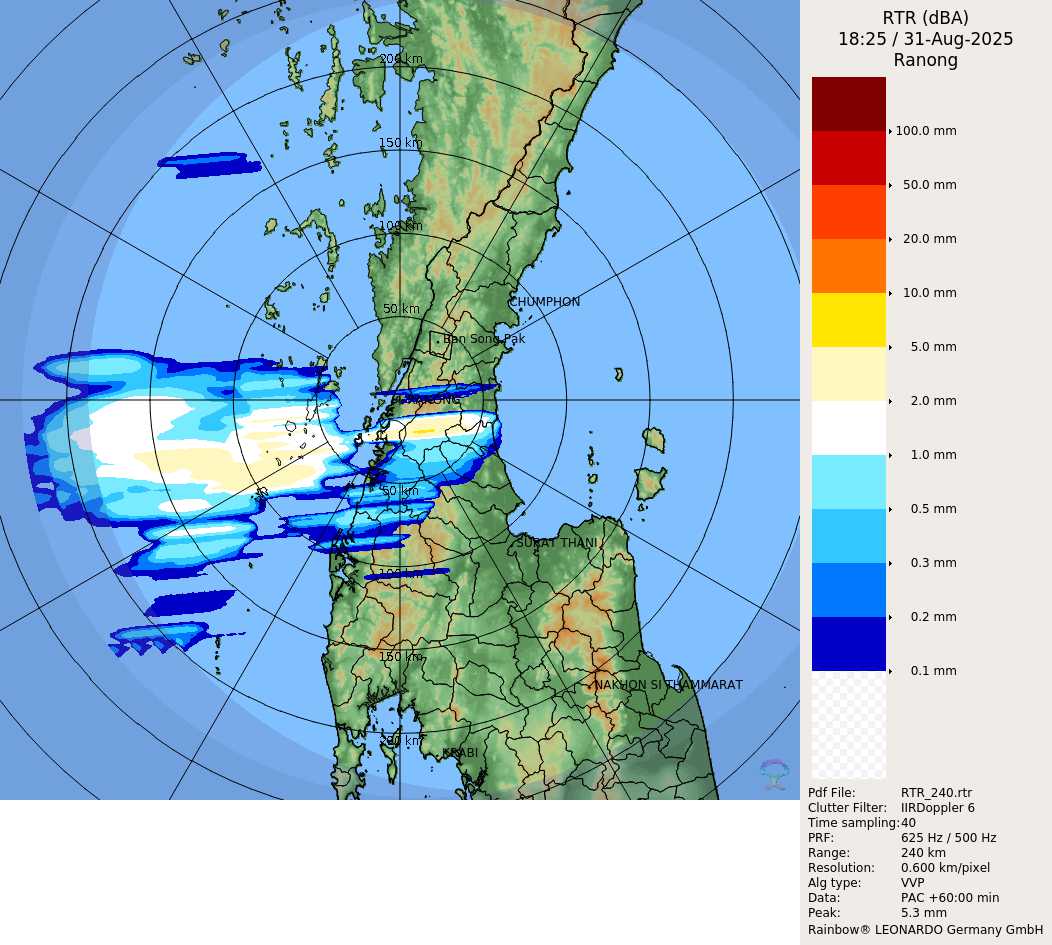 RTR (dBA)
18:25 / 31-Aug-2025
Ranong
100.0 mm
50.0 mm
20.0 mm
10.0 mm
5.0 mm
2.0 mm
1.0 mm
0.5 mm
0.3 mm
0.2 mm
0.1 mm
Pdf File: RTR_240.rtr
Clutter Filter: IIRDoppler 6
Time sampling: 40
PRF: 625 Hz / 500 Hz
Range: 240 km
Resolution: 0.600 km/pixel
Alg type: VVP
Data: PAC +60:00 min
Peak: 5.3 mm
Rainbow® LEONARDO Germany GmbH
200 km
150 km
100 km
50 km
CHUMPHON
Ban Song Pak
RANONG
50 km
SURAT THANI
100 km
150 km
NAKHON SI THAMMARAT
200 km
KRABI